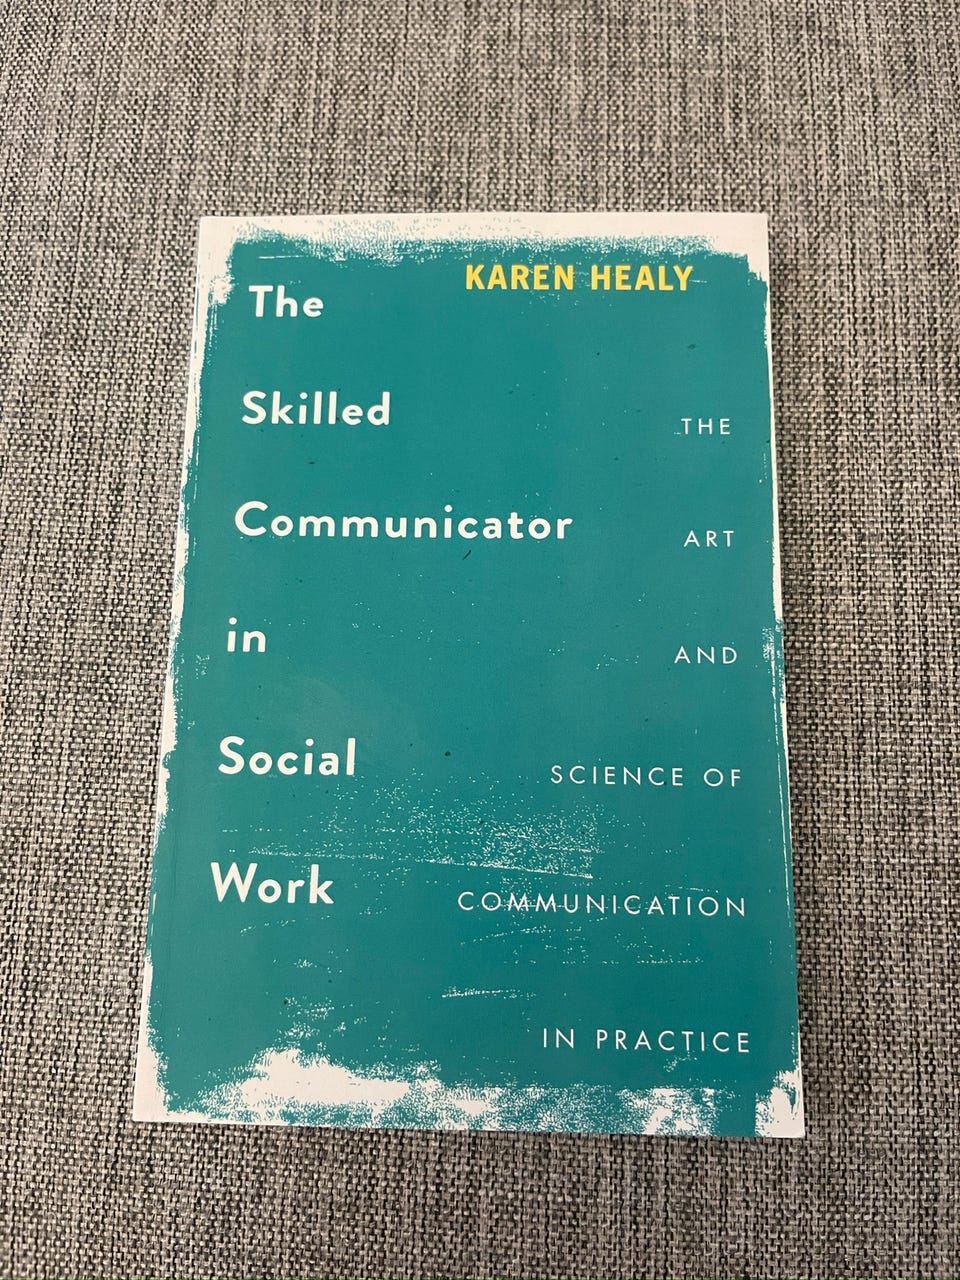 KAREN HEALY
The
Skilled
Communicator
in
Social
Work
THE
ART
AND
SCIENCE OF
COMMUNICATION
IN PRACTICE